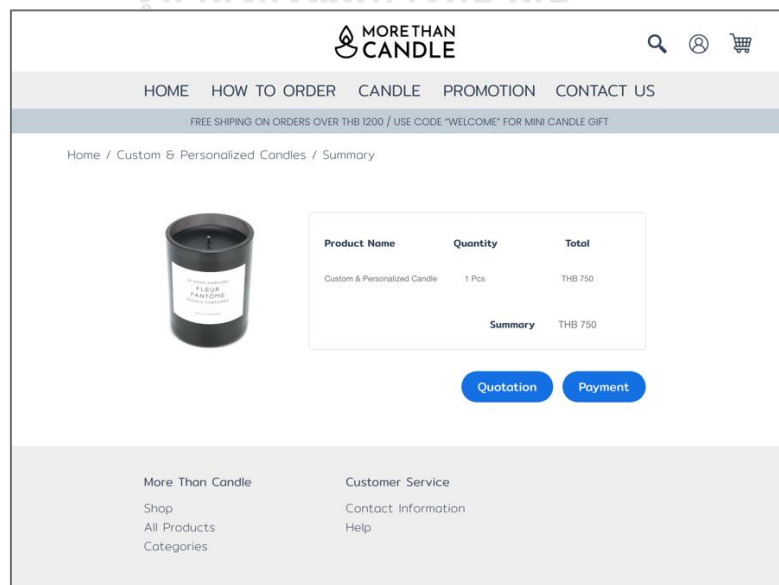 MORE THAN
CANDLE
HOME HOW TO ORDER CANDLE PROMOTION CONTACT US
FREE SHIPING ON ORDERS OVER THB 1200 / USE CODE "WELCOME" FOR MINI CANDLE GIFT
Home / Custom & Personalized Candles / Summary
FLEUR
FANTÔME
Product Name Quantity Total
Custom & Personalized Candle 1 Pcs THB 750
Summary THB 750
Quotation Payment
More Than Candle Customer Service
Shop Contact Information
All Products Help
Categories